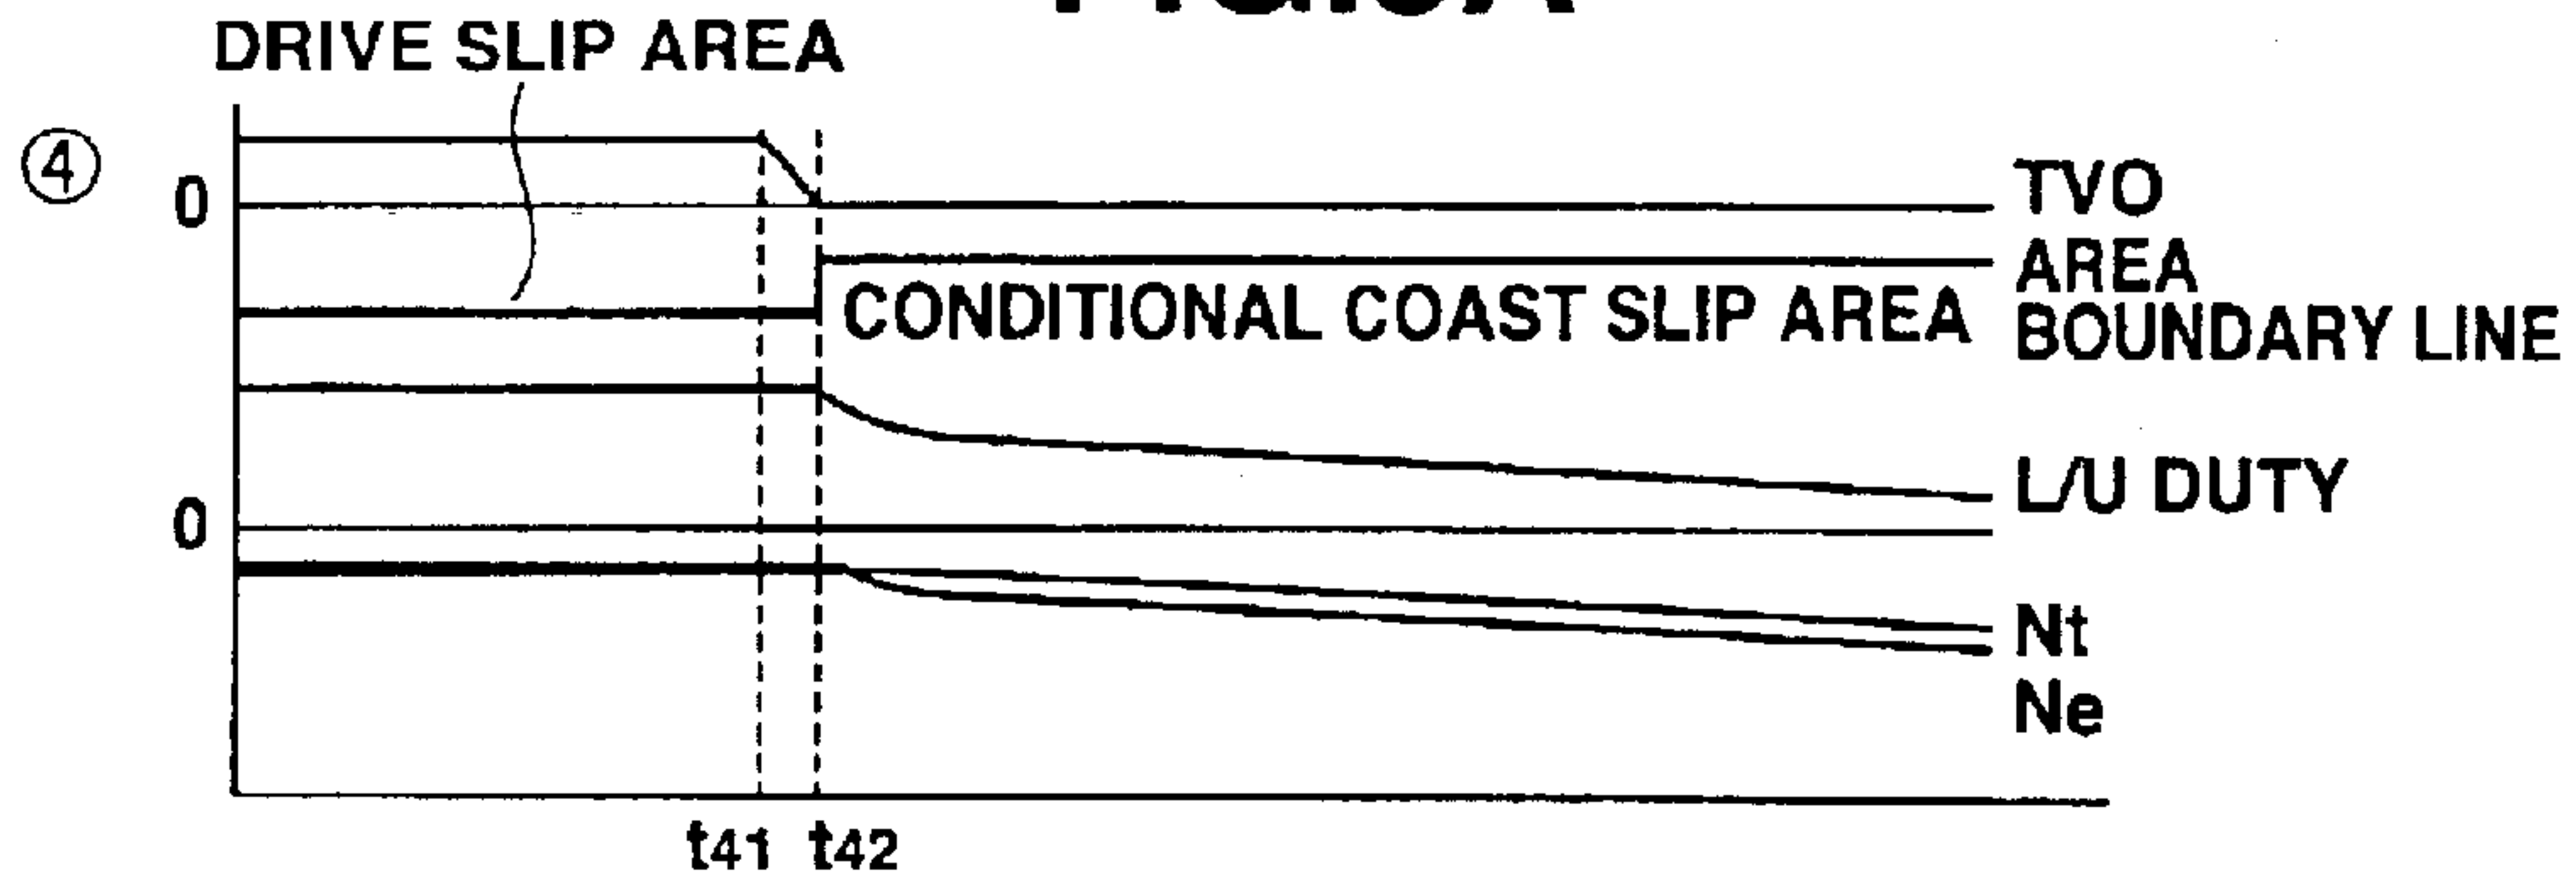 DRIVE SLIP AREA
④
0
TVO
AREA
BOUNDARY LINE
CONDITIONAL COAST SLIP AREA
L/U DUTY
0
Nt
Ne
t41 t42